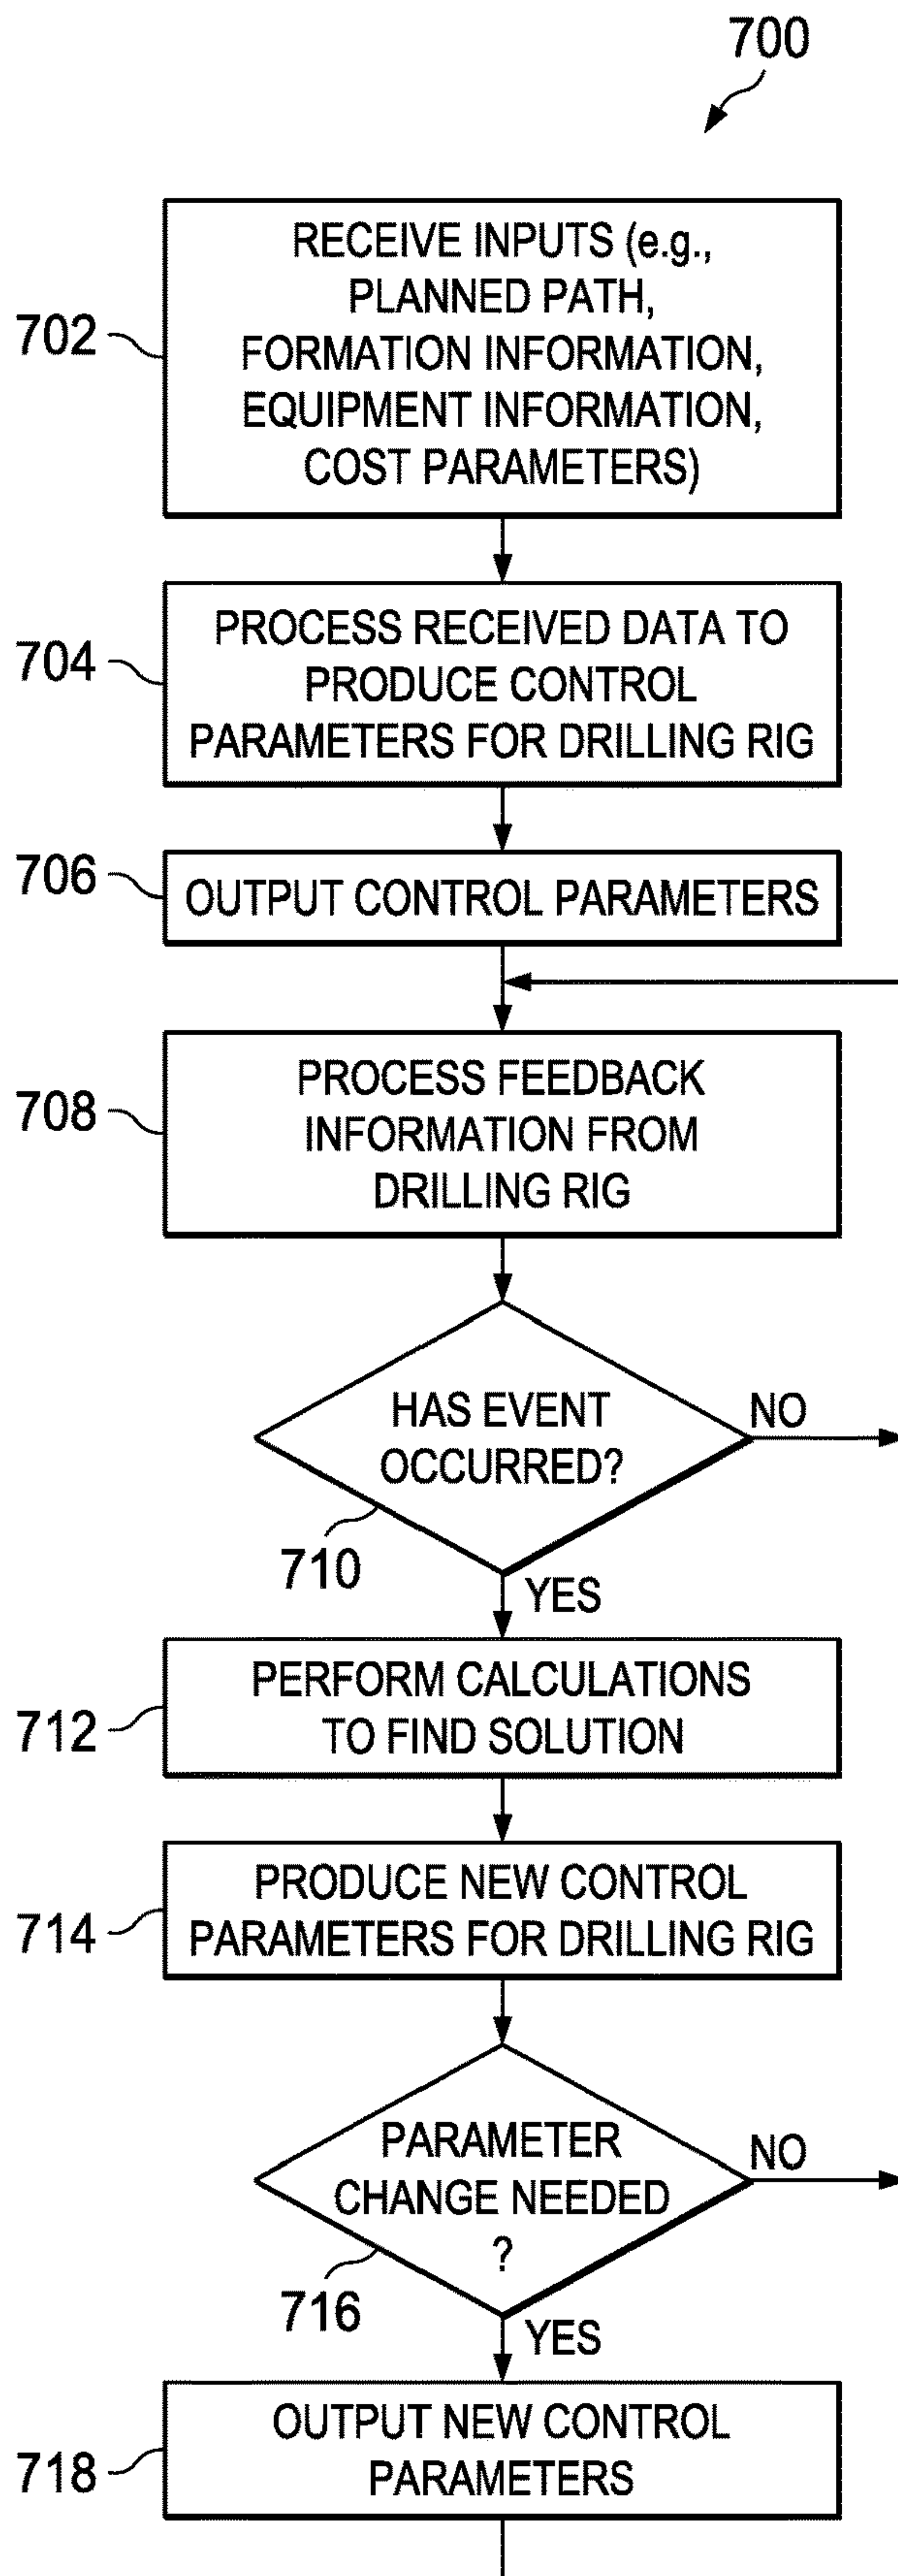 700
702
RECEIVE INPUTS (e.g.,
PLANNED PATH,
FORMATION INFORMATION,
EQUIPMENT INFORMATION,
COST PARAMETERS)
704
PROCESS RECEIVED DATA TO
PRODUCE CONTROL
PARAMETERS FOR DRILLING RIG
706
OUTPUT CONTROL PARAMETERS
708
PROCESS FEEDBACK
INFORMATION FROM
DRILLING RIG
HAS EVENT
OCCURRED?
NO
710
YES
712
PERFORM CALCULATIONS
TO FIND SOLUTION
714
PRODUCE NEW CONTROL
PARAMETERS FOR DRILLING RIG
PARAMETER
CHANGE NEEDED
?
NO
716
YES
718
OUTPUT NEW CONTROL
PARAMETERS